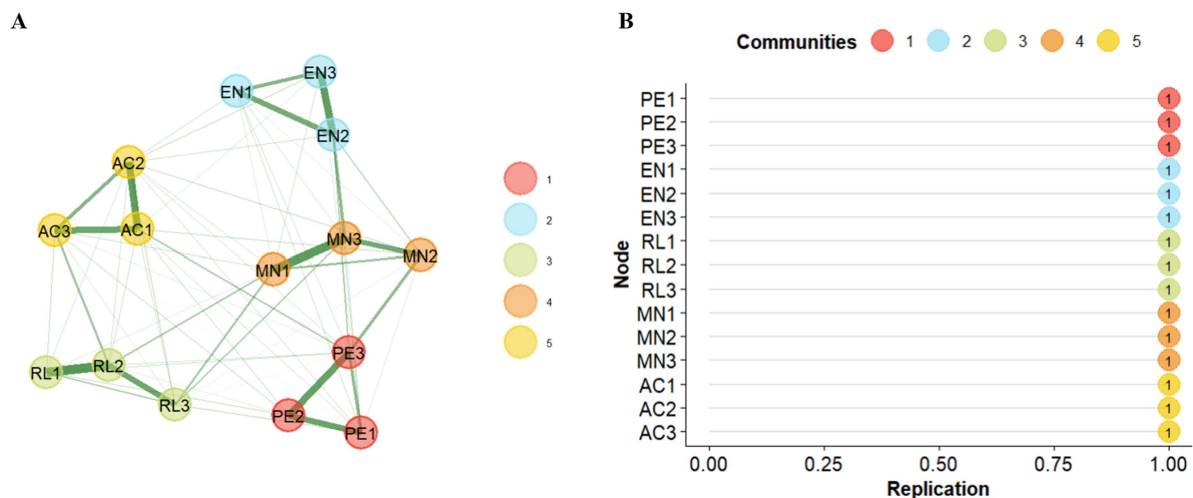 A
EN3
EN1
EN2
AC2
AC3
AC1
MN3
MN2
MN1
PE3
RL2
RL1
RL3
PE2
PE1
1
2
3
4
5
B
Communities 1 2 3 4 5
PE1 1
PE2 1
PE3 1
EN1 1
EN2 1
EN3 1
RL1 1
RL2 1
RL3 1
MN1 1
MN2 1
MN3 1
AC1 1
AC2 1
AC3 1
Node
0.00 0.25 0.50 0.75 1.00
Replication